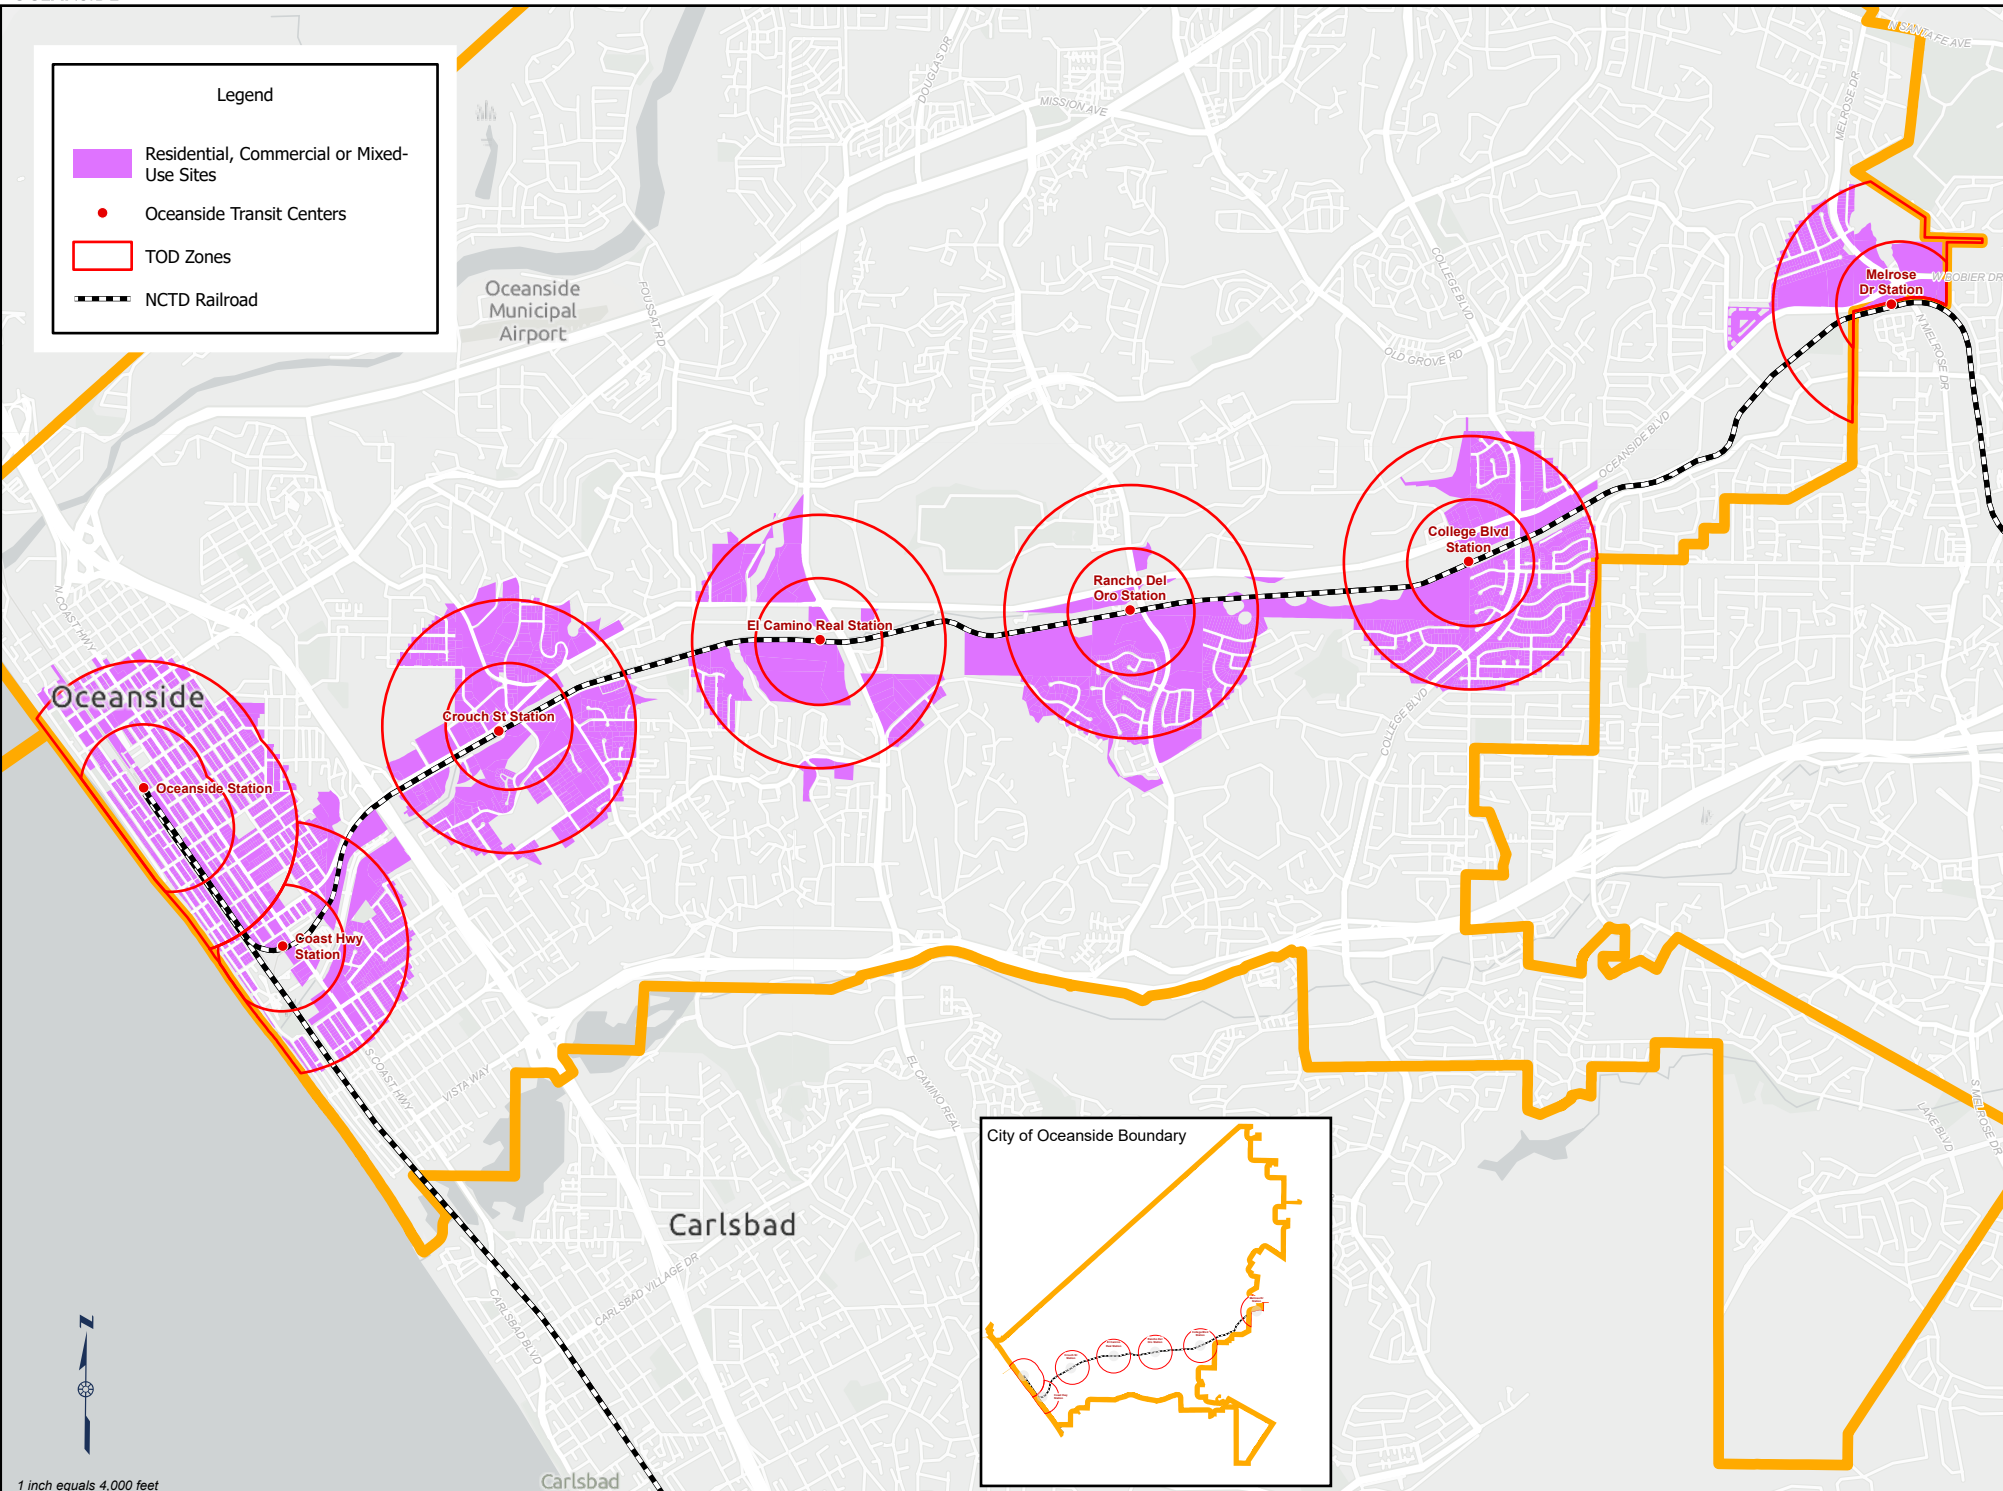 Legend
Residential, Commercial or Mixed-
Use Sites
Oceanside Transit Centers
TOD Zones
NCTD Railroad
N SANTA FE AVE
DOUGLAS DR
MISSION AVE
MELROSE DR
COLLEGE BLVD
W BOBIER DR
Melrose
Dr Station
Oceanside
Municipal
Airport
FOUSSAT RD
OLD GROVE RD
N MELROSE DR
OCEANSIDE BLVD
College Blvd
Station
Rancho Del
Oro Station
El Camino Real Station
N COAST HWY
Oceanside
Crouch St Station
COLLEGE BLVD
Oceanside Station
Coast Hwy
Station
S COAST HWY
VISTA WAY
EL CAMINO REAL
LAKE BLVD
S MELROSE DR
City of Oceanside Boundary
Carlsbad
CARLSBAD VILLAGE DR
CARLSBAD BLVD
Carlsbad
N
1 inch equals 4,000 feet